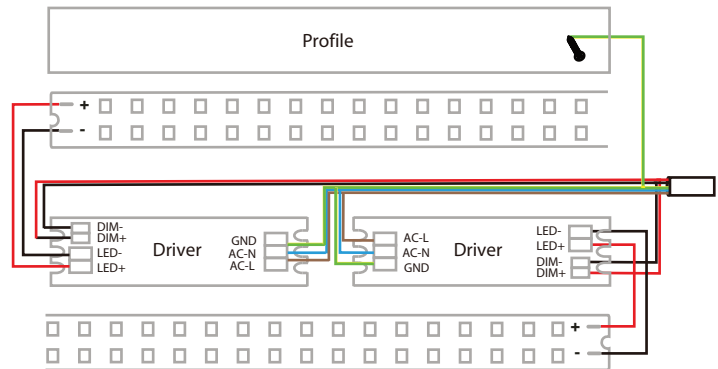 Profile
+
-
DIM-
DIM+
LED-
LED+
Driver
GND
AC-N
AC-L
AC-L
AC-N
GND
Driver
LED-
LED+
DIM-
DIM+
+
-